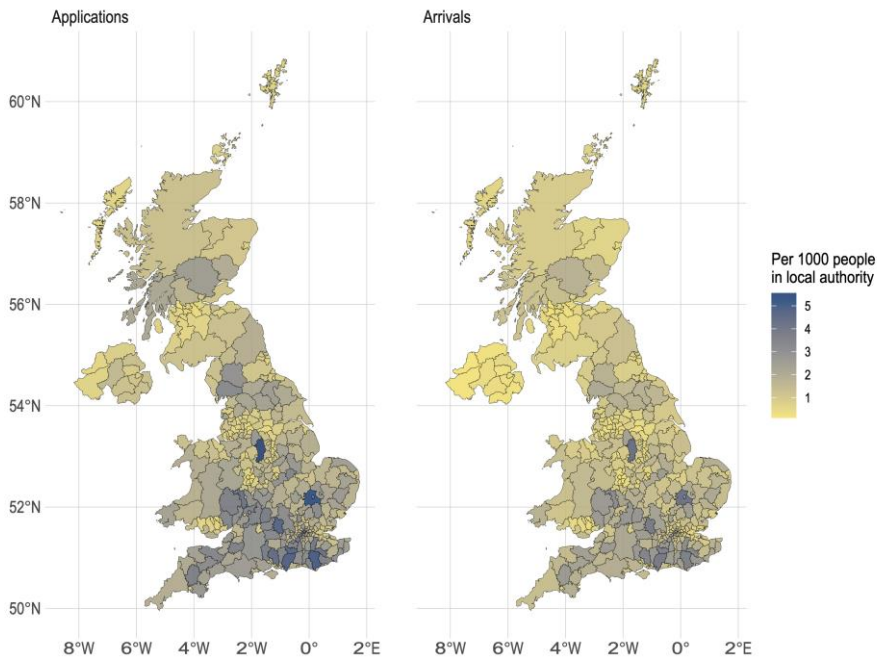 Applications
Arrivals
60°N
58°N
56°N
54°N
52°N
50°N
8°W 6°W 4°W 2°W 0° 2°E
8°W 6°W 4°W 2°W 0° 2°E
Per 1000 people
in local authority
5
4
3
2
1